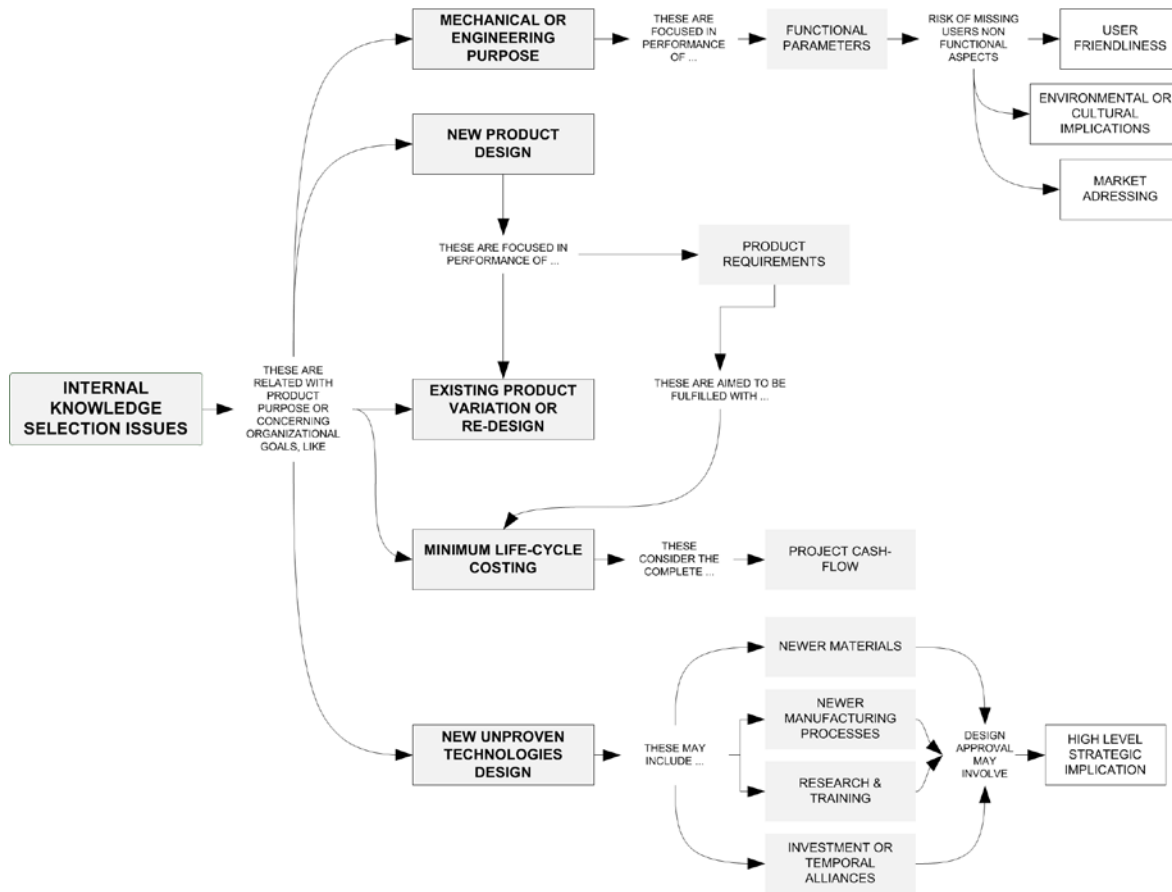 MECHANICAL OR
ENGINEERING
PURPOSE
THESE ARE
FOCUSED IN
PERFORMANCE
OF ...
FUNCTIONAL
PARAMETERS
RISK OF MISSING
USERS NON
FUNCTIONAL
ASPECTS
USER
FRIENDLINESS
ENVIRONMENTAL OR
CULTURAL
IMPLICATIONS
MARKET
ADRESSING
NEW PRODUCT
DESIGN
THESE ARE FOCUSED IN
PERFORMANCE OF ...
PRODUCT
REQUIREMENTS
INTERNAL
KNOWLEDGE
SELECTION ISSUES
THESE ARE
RELATED WITH
PRODUCT
PURPOSE OR
CONCERNING
ORGANIZATIONAL
GOALS, LIKE
EXISTING PRODUCT
VARIATION OR
RE-DESIGN
THESE ARE AIMED TO BE
FULFILLED WITH ...
MINIMUM LIFE-CYCLE
COSTING
THESE
CONSIDER THE
COMPLETE ...
PROJECT CASH-
FLOW
NEW UNPROVEN
TECHNOLOGIES
DESIGN
THESE MAY
INCLUDE ...
NEWER MATERIALS
NEWER
MANUFACTURING
PROCESSES
RESEARCH &
TRAINING
INVESTMENT OR
TEMPORAL
ALLIANCES
DESIGN
APPROVAL
MAY
INVOLVE
HIGH LEVEL
STRATEGIC
IMPLICATION